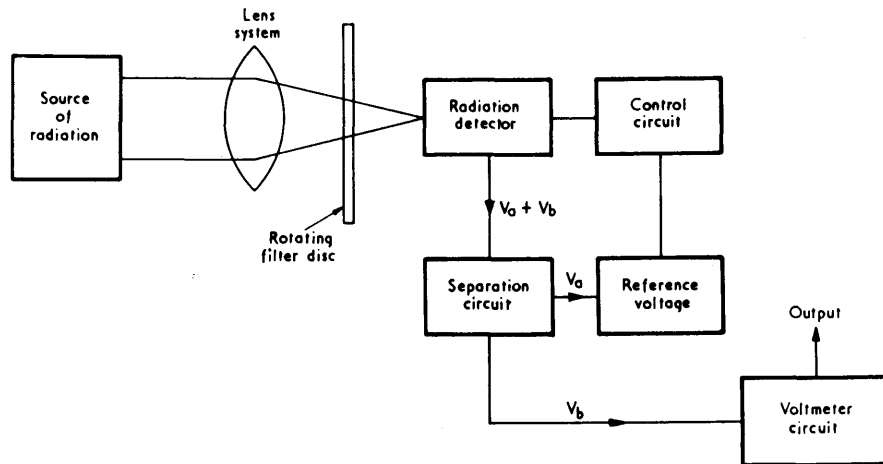 Lens
system
Source
of
radiation
Radiation
detector
Control
circuit
Va + Vb
Rotating
filter disc
Separation
circuit
Va
Reference
voltage
Output
Vb
Voltmeter
circuit